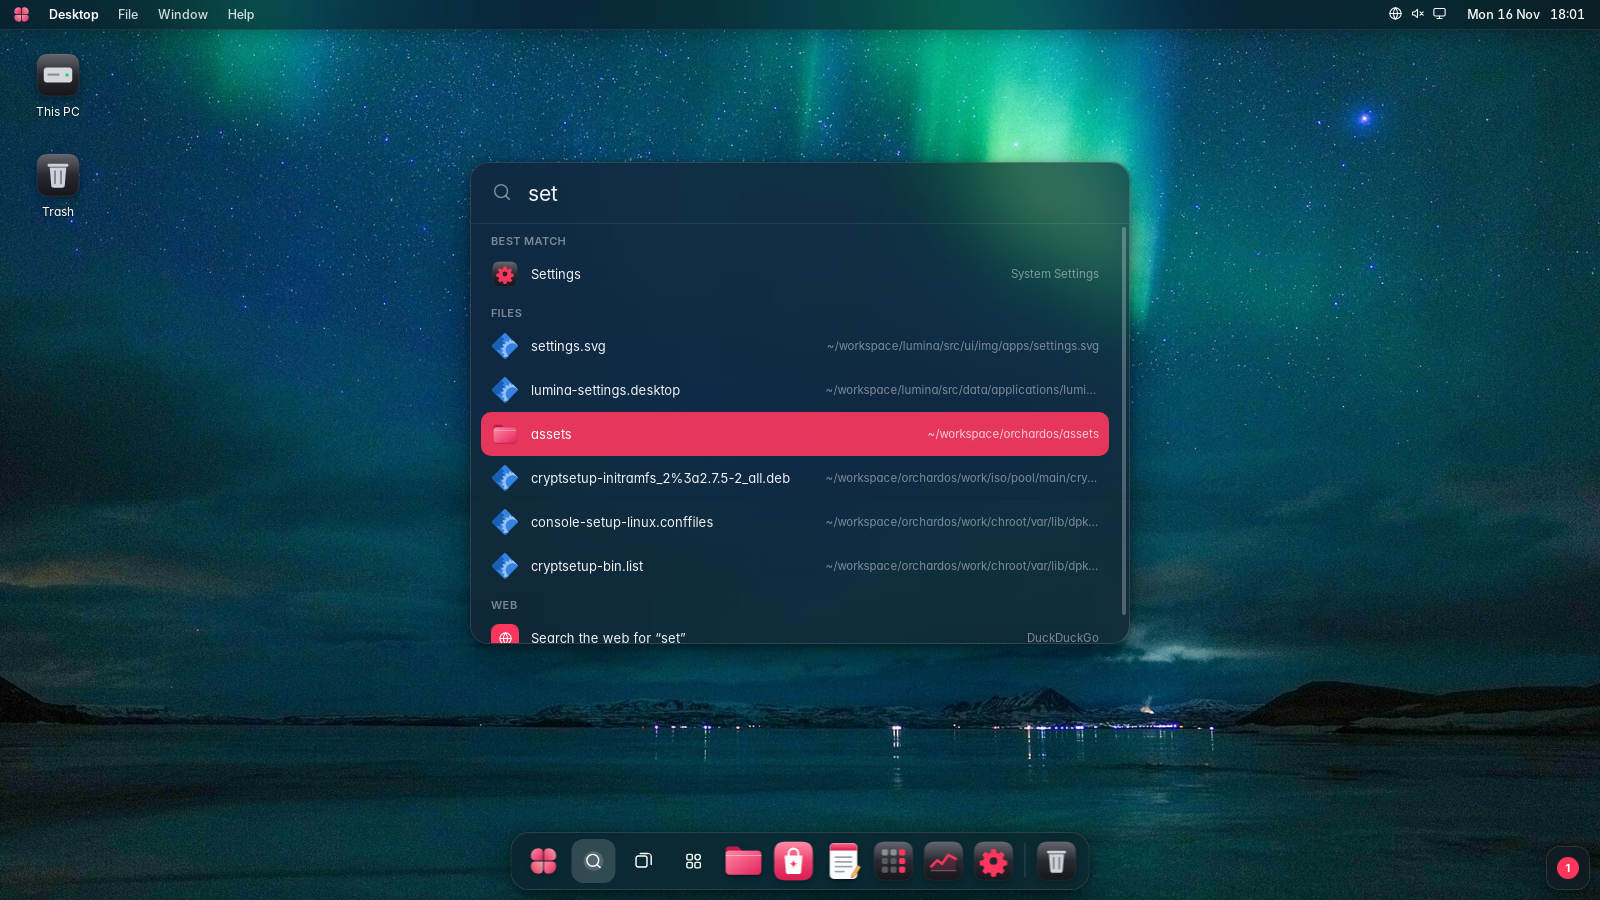 Desktop File Window Help
Mon 16 Nov 18:01
This PC
Trash
set
BEST MATCH
Settings System Settings
FILES
settings.svg ~/workspace/lumina/src/ui/img/apps/settings.svg
lumina-settings.desktop ~/workspace/lumina/src/data/applications/lumi...
assets ~/workspace/orchardos/assets
cryptsetup-initramfs_2%3a2.7.5-2_all.deb ~/workspace/orchardos/work/iso/pool/main/cry...
console-setup-linux.conffiles ~/workspace/orchardos/work/chroot/var/lib/dpk...
cryptsetup-bin.list ~/workspace/orchardos/work/chroot/var/lib/dpk...
WEB
Search the web for “set” DuckDuckGo
1